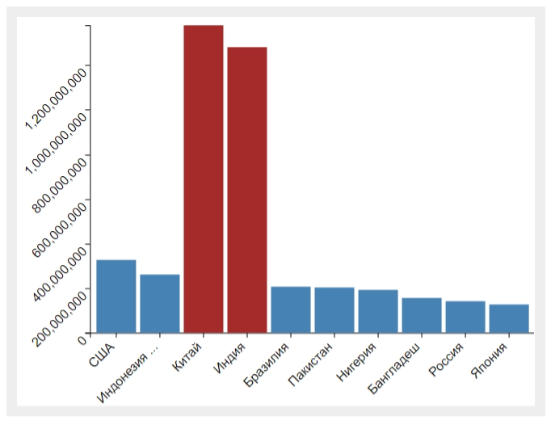 1,200,000,000
1,000,000,000
800,000,000
600,000,000
400,000,000
200,000,000
0
США
Индонезия ...
Китай
Индия
Бразилия
Пакистан
Нигерия
Бангладеш
Россия
Япония